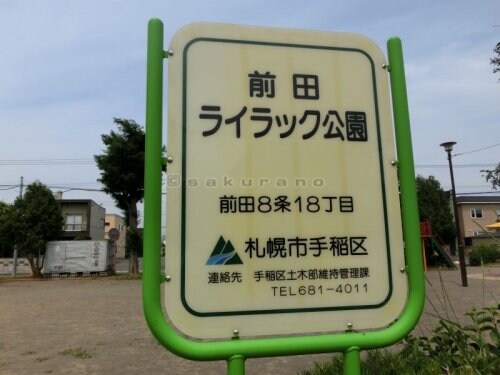 前田
ライラック公園
©sakurano
前田8条18丁目
札幌市手稲区
連絡先 手稲区土木部維持管理課
TEL681-4011